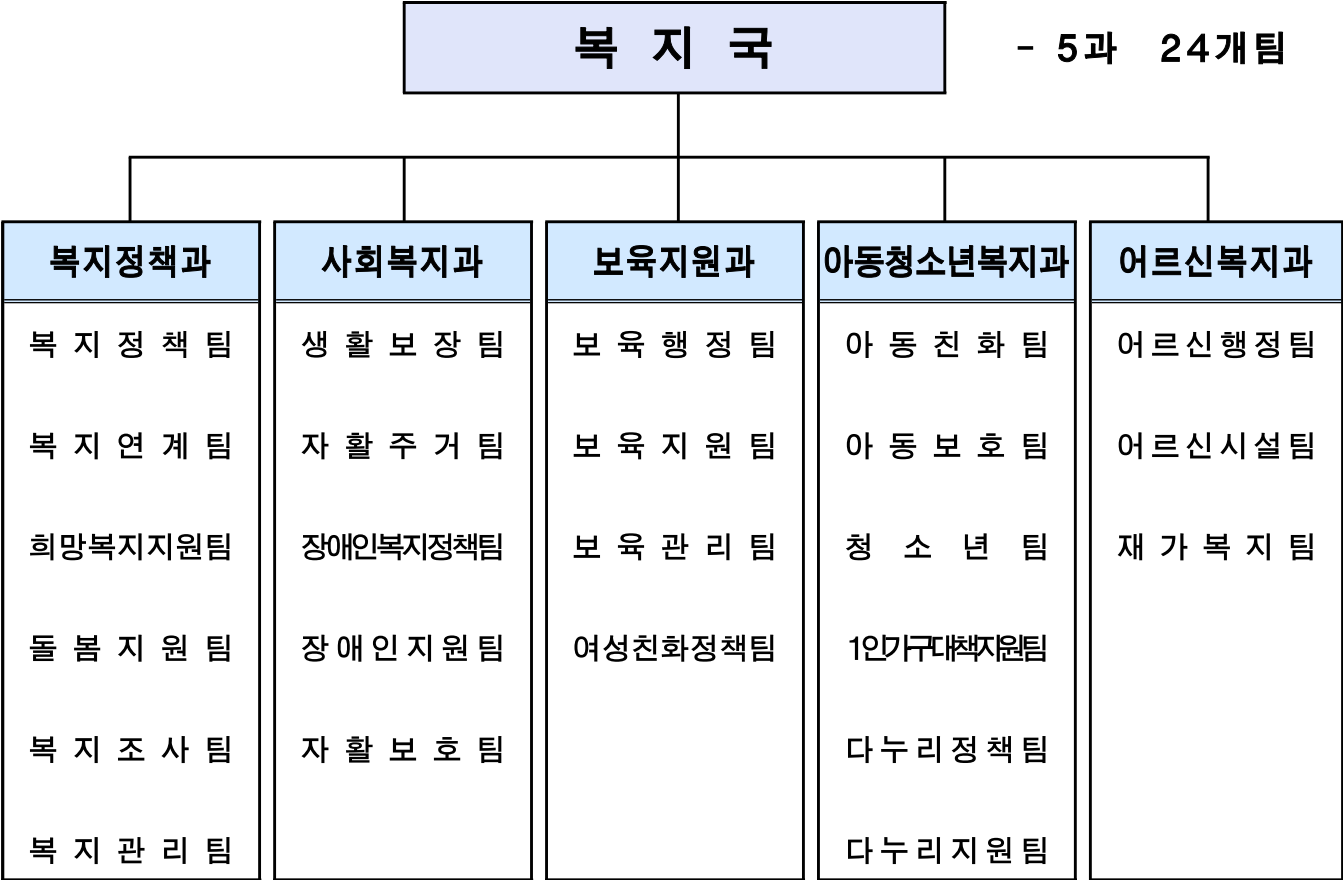 복 지 국
- 5과 24개팀
복지정책과
복 지 정 책 팀
복 지 연 계 팀
희망복지지원팀
돌 봄 지 원 팀
복 지 조 사 팀
복 지 관 리 팀
사회복지과
생 활 보 장 팀
자 활 주 거 팀
장애인복지정책팀
장애인지원팀
자 활 보 호 팀
보육지원과
보 육 행 정 팀
보 육 지 원 팀
보 육 관 리 팀
여성친화정책팀
아동청소년복지과
아 동 친 화 팀
아 동 보 호 팀
청 소 년 팀
1인가구대책지원팀
다누리정책팀
다누리지원팀
어르신복지과
어르신행정팀
어르신시설팀
재 가 복 지 팀